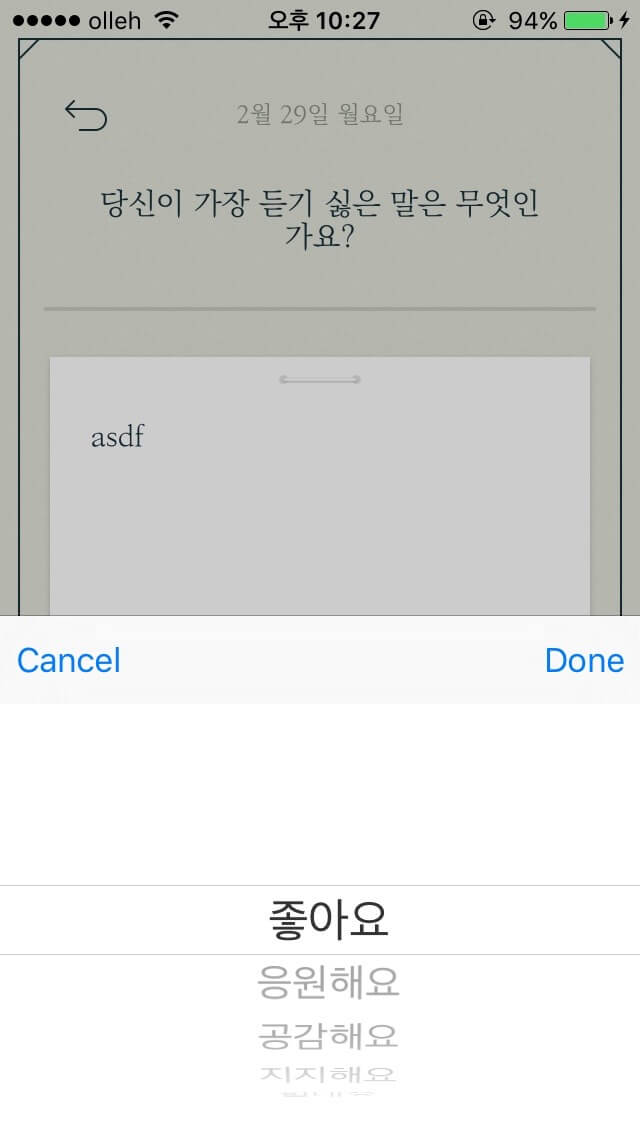 olleh 오후 10:27 94%
2월 29일 월요일
당신이 가장 듣기 싫은 말은 무엇인
가요?
asdf
Cancel Done
좋아요
응원해요
공감해요
지지해요